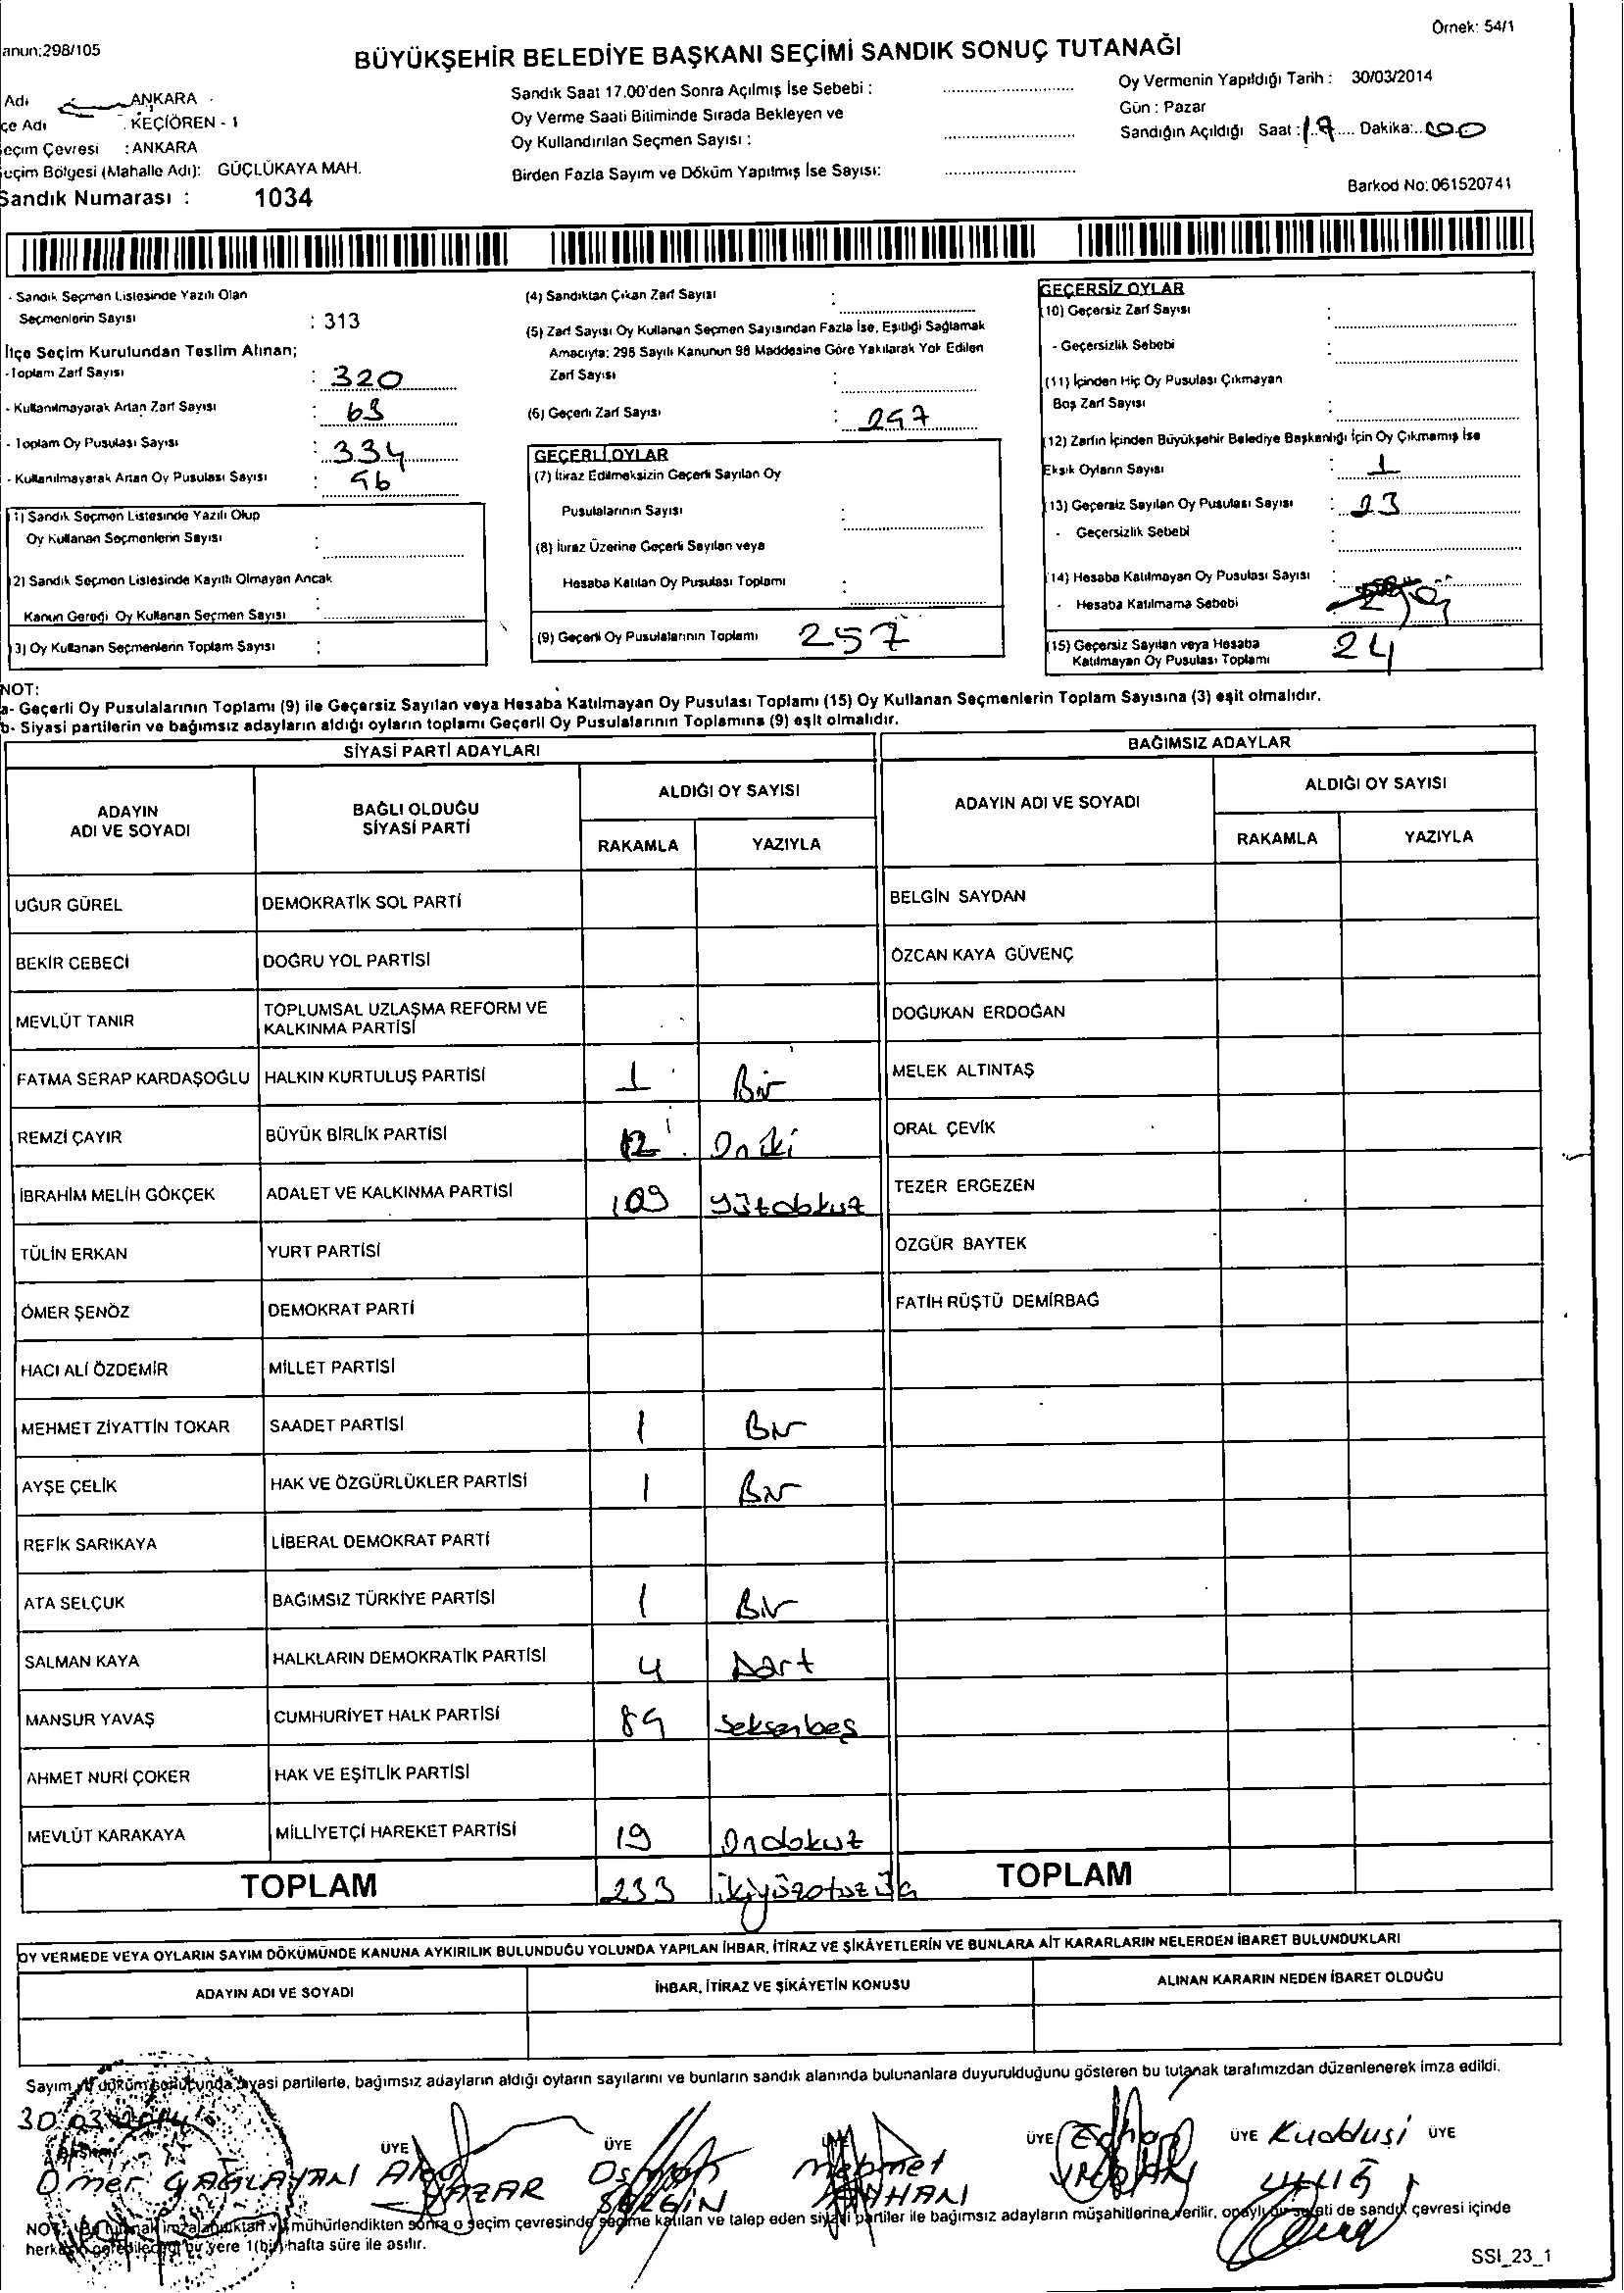 Örnek: 54/1
anun:298/105
BÜYÜKŞEHİR BELEDİYE BAŞKANI SEÇİMİ SANDIK SONUÇ TUTANAĞI
Adı ANKARA
çe Adı : KEÇİÖREN - 1
eçim Çevresi : ANKARA
eçim Bölgesi (Mahalle Adı): GÜÇLÜKAYA MAH.
Sandık Numarası : 1034
Sandık Saat 17.00'den Sonra Açılmış İse Sebebi :
Oy Verme Saati Bitiminde Sırada Bekleyen ve
Oy Kullandırılan Seçmen Sayısı :
Birden Fazla Sayım ve Döküm Yapılmış İse Sayısı:
Oy Vermenin Yapıldığı Tarih : 30/03/2014
Gün : Pazar
Sandığın Açıldığı Saat : 17 Dakika: 00
Barkod No: 061520741
- Sandık Seçmen Listesinde Yazılı Olan
Seçmenlerin Sayısı : 313
İlçe Seçim Kurulundan Teslim Alınan;
-Toplam Zarf Sayısı : 320
- Kullanılmayarak Artan Zarf Sayısı : 63
- Toplam Oy Pusulası Sayısı : 334
- Kullanılmayarak Artan Oy Pusulası Sayısı :
1) Sandık Seçmen Listesinde Yazılı Olup
Oy Kullanan Seçmenlerin Sayısı :
2) Sandık Seçmen Listesinde Kayıtlı Olmayan Ancak
Kanun Gereği Oy Kullanan Seçmen Sayısı :
3) Oy Kullanan Seçmenlerin Toplam Sayısı :
(4) Sandıktan Çıkan Zarf Sayısı :
(5) Zarf Sayısı Oy Kullanan Seçmen Sayısından Fazla İse, Eşitliği Sağlamak
Amacıyla: 298 Sayılı Kanunun 98 Maddesine Göre Yakılarak Yok Edilen
Zarf Sayısı :
(6) Geçerli Zarf Sayısı : 257
GEÇERLİ OYLAR
(7) İtiraz Edilmeksizin Geçerli Sayılan Oy
Pusulalarının Sayısı :
(8) İtiraz Üzerine Geçerli Sayılan veya
Hesaba Katılan Oy Pusulası Toplamı :
(9) Geçerli Oy Pusulalarının Toplamı 257
GEÇERSİZ OYLAR
(10) Geçersiz Zarf Sayısı :
- Geçersizlik Sebebi :
(11) İçinden Hiç Oy Pusulası Çıkmayan
Boş Zarf Sayısı :
(12) Zarfın İçinden Büyükşehir Belediye Başkanlığı İçin Oy Çıkmamış İse
Eksik Oyların Sayısı : 1
(13) Geçersiz Sayılan Oy Pusulası Sayısı : 23
- Geçersizlik Sebebi :
14) Hesaba Katılmayan Oy Pusulası Sayısı :
- Hesaba Katılmama Sebebi :
(15) Geçersiz Sayılan veya Hesaba
Katılmayan Oy Pusulası Toplamı 24
NOT:
a- Geçerli Oy Pusulalarının Toplamı (9) ile Geçersiz Sayılan veya Hesaba Katılmayan Oy Pusulası Toplamı (15) Oy Kullanan Seçmenlerin Toplam Sayısına (3) eşit olmalıdır.
b- Siyasi partilerin ve bağımsız adayların aldığı oyların toplamı Geçerli Oy Pusulalarının Toplamına (9) eşit olmalıdır.
SİYASİ PARTİ ADAYLARI BAĞIMSIZ ADAYLAR
ADAYIN ADI VE SOYADI BAĞLI OLDUĞU SİYASİ PARTİ ALDIĞI OY SAYISI ADAYIN ADI VE SOYADI ALDIĞI OY SAYISI
RAKAMLA YAZIYLA RAKAMLA YAZIYLA
UĞUR GÜREL DEMOKRATİK SOL PARTİ BELGİN SAYDAN
BEKİR CEBECİ DOĞRU YOL PARTİSİ ÖZCAN KAYA GÜVENÇ
MEVLÜT TANIR TOPLUMSAL UZLAŞMA REFORM VE KALKINMA PARTİSİ DOĞUKAN ERDOĞAN
FATMA SERAP KARDAŞOĞLU HALKIN KURTULUŞ PARTİSİ 1 Bir MELEK ALTINTAŞ
REMZİ ÇAYIR BÜYÜK BİRLİK PARTİSİ 12 Oniki ORAL ÇEVİK
İBRAHİM MELİH GÖKÇEK ADALET VE KALKINMA PARTİSİ 109 Yüzdokuz TEZER ERGEZEN
TÜLİN ERKAN YURT PARTİSİ ÖZGÜR BAYTEK
ÖMER ŞENÖZ DEMOKRAT PARTİ FATİH RÜŞTÜ DEMİRBAĞ
HACI ALİ ÖZDEMİR MİLLET PARTİSİ
MEHMET ZİYATTİN TOKAR SAADET PARTİSİ 1 Bir
AYŞE ÇELİK HAK VE ÖZGÜRLÜKLER PARTİSİ 1 Bir
REFİK SARIKAYA LİBERAL DEMOKRAT PARTİ
ATA SELÇUK BAĞIMSIZ TÜRKİYE PARTİSİ 1 Bir
SALMAN KAYA HALKLARIN DEMOKRATİK PARTİSİ 4 Dört
MANSUR YAVAŞ CUMHURİYET HALK PARTİSİ 85 Seksenbeş
AHMET NURİ ÇOKER HAK VE EŞİTLİK PARTİSİ
MEVLÜT KARAKAYA MİLLİYETÇİ HAREKET PARTİSİ 19 Ondokuz
TOPLAM 233 ikiyüzotuzüç TOPLAM
OY VERMEDE VEYA OYLARIN SAYIM DÖKÜMÜNDE KANUNA AYKIRILIK BULUNDUĞU YOLUNDA YAPILAN İHBAR, İTİRAZ VE ŞİKAYETLERİN VE BUNLARA AİT KARARLARIN NELERDEN İBARET BULUNDUKLARI
ADAYIN ADI VE SOYADI İHBAR, İTİRAZ VE ŞİKÂYETİN KONUSU ALINAN KARARIN NEDEN İBARET OLDUĞU
Sayım ve döküm sonucunda siyasi partilerle, bağımsız adayların aldığı oyların sayılarını ve bunların sandık alanında bulunanlara duyurulduğunu gösteren bu tutanak tarafımızdan düzenlenerek imza edildi.
30.03.2014
BAŞKAN ÜYE ÜYE ÜYE ÜYE ÜYE
Ömer ÇAĞLAYAN Osman Mehmet Kuddusi
NOT: Bu tutanak imzalandıktan ve mühürlendikten sonra o seçim çevresinde seçime katılan ve talep eden siyasi partiler ile bağımsız adayların müşahitlerine verilir, onaylı bir sureti de sandık çevresi içinde
herkesin görebileceği bir yere 1(bir) hafta süre ile asılır.
SSI_23_1